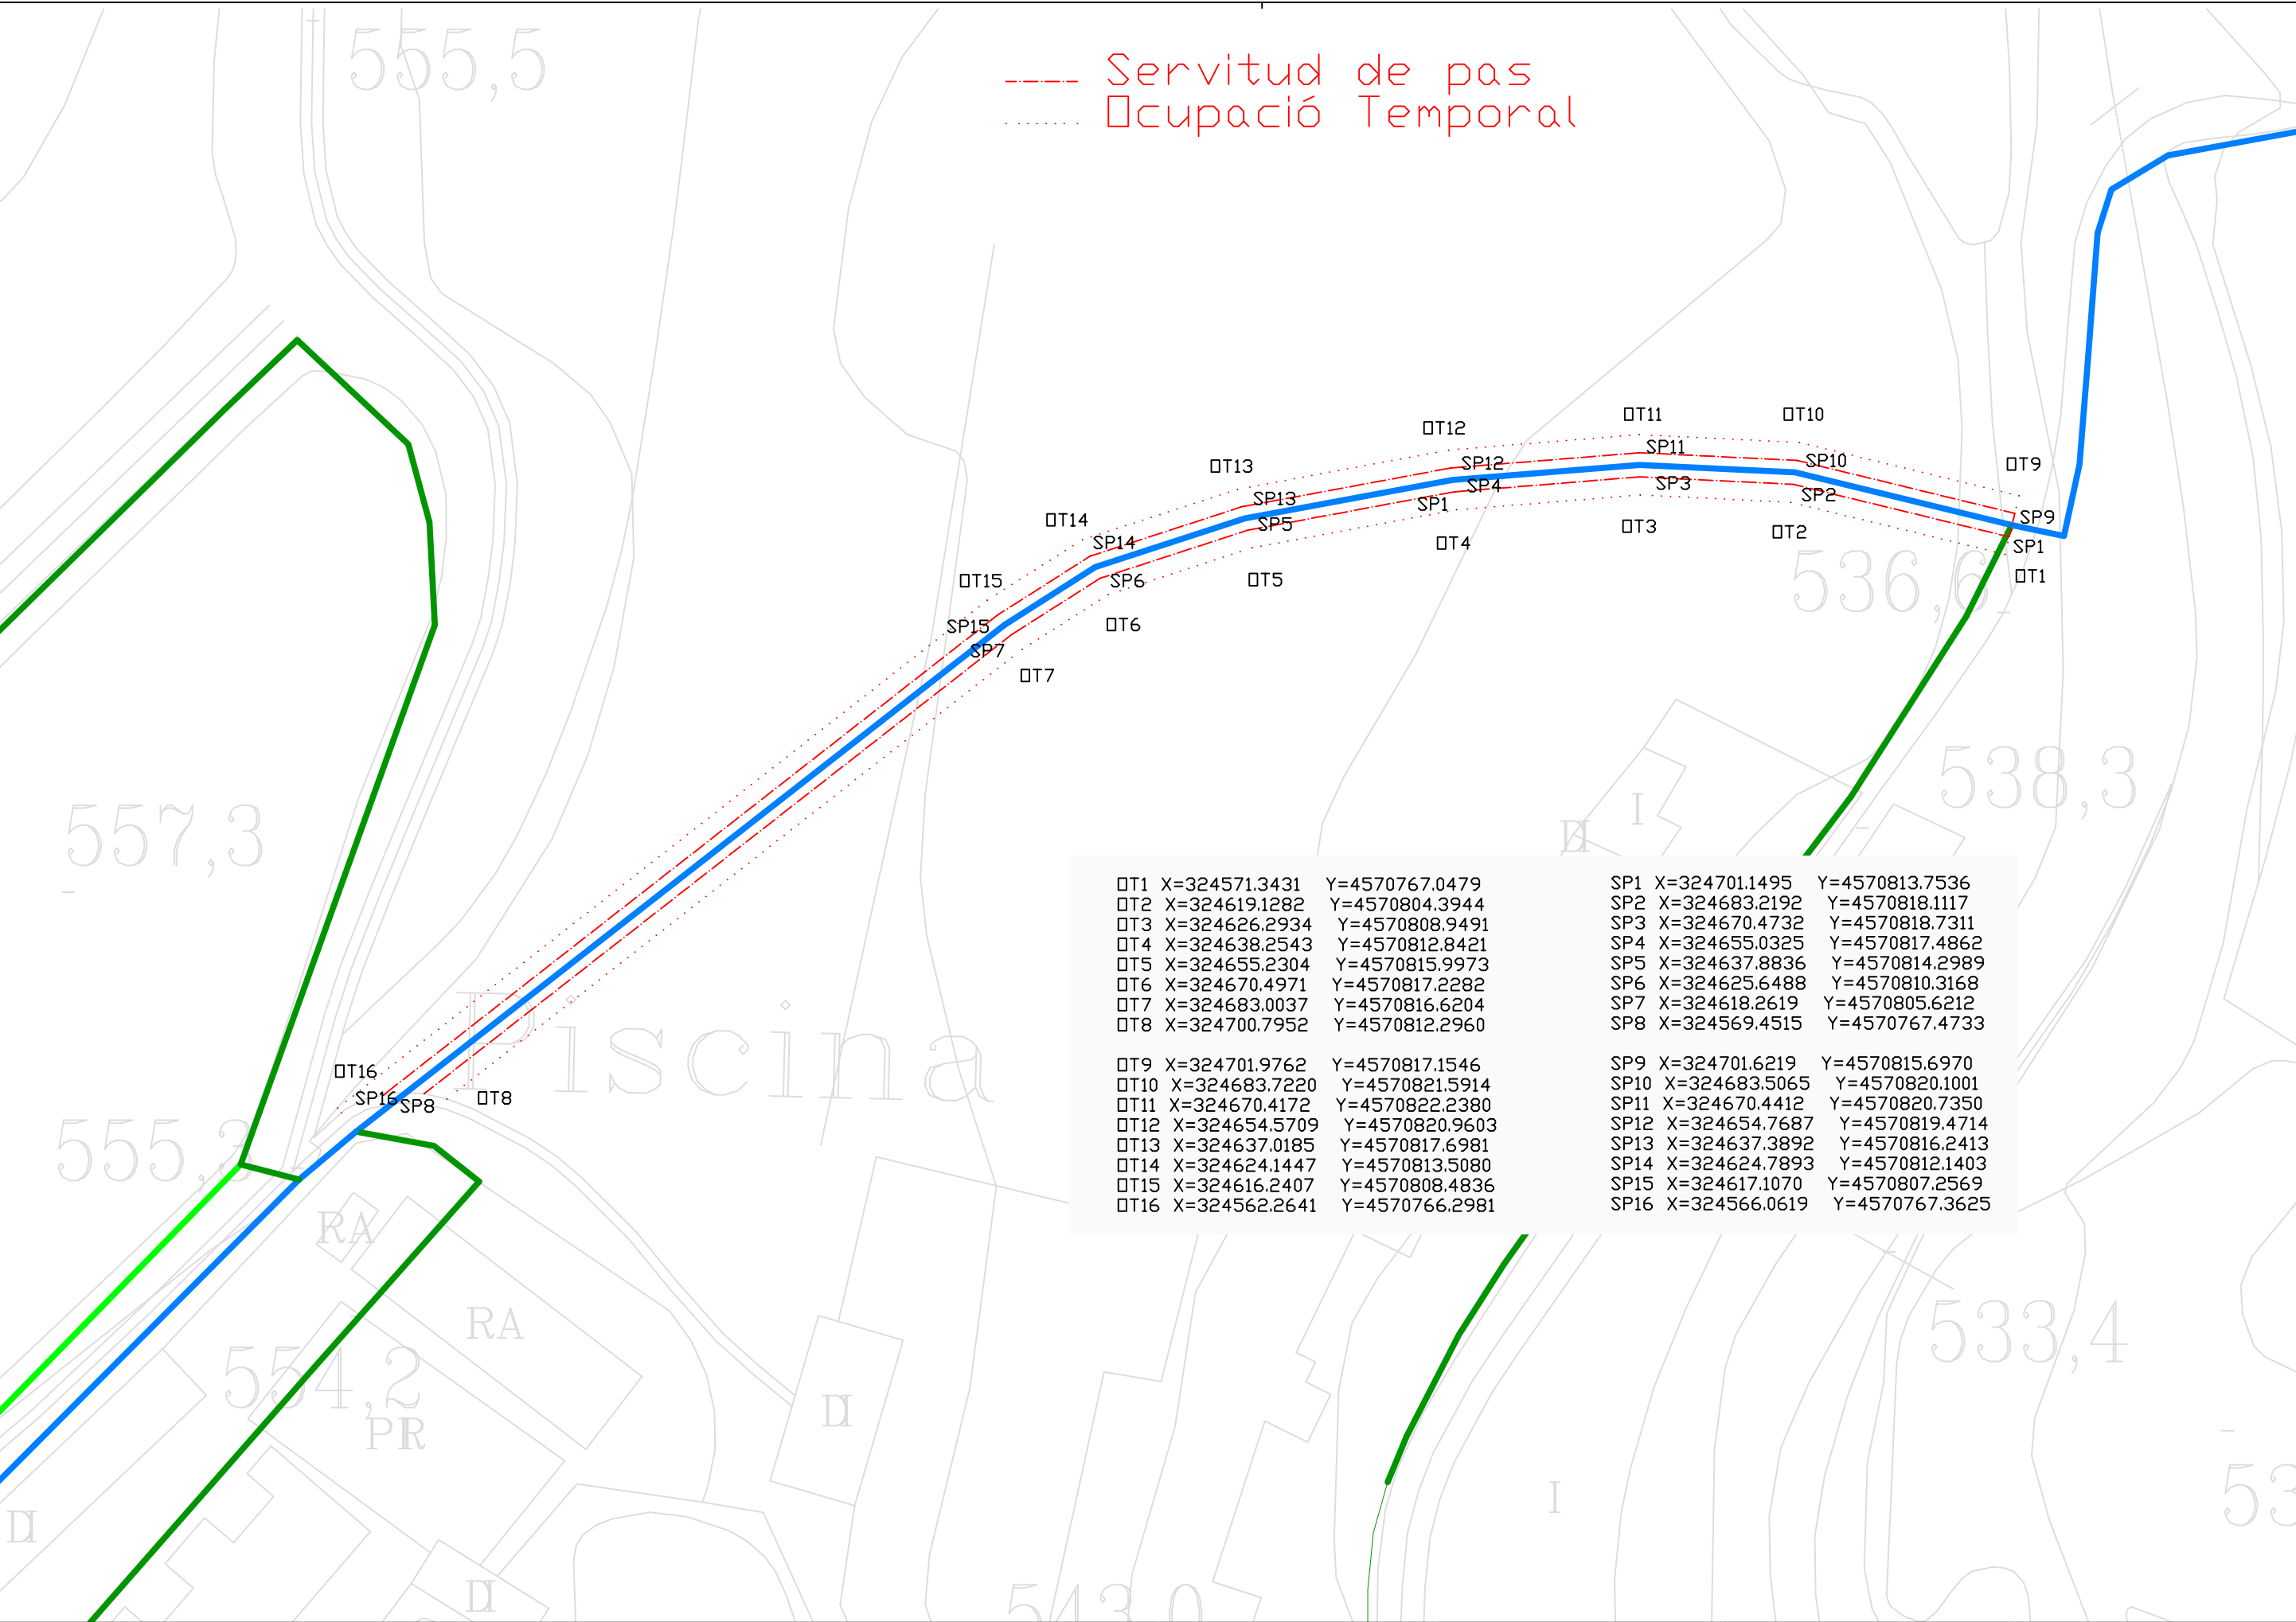 555,5
Servitud de pas
Ocupació Temporal
OT12
OT11
OT10
SP11
SP12
SP10
OT9
OT13
SP4
SP3
SP2
SP13
SP1
SP9
OT14
SP5
OT3
OT2
SP14
OT4
SP1
OT15
SP6
OT5
OT1
536,6
SP15
OT6
SP7
OT7
538,3
I
557,3
OT1 X=324571.3431 Y=4570767.0479
OT2 X=324619.1282 Y=4570804.3944
OT3 X=324626.2934 Y=4570808.9491
OT4 X=324638.2543 Y=4570812.8421
OT5 X=324655.2304 Y=4570815.9973
OT6 X=324670.4971 Y=4570817.2282
OT7 X=324683.0037 Y=4570816.6204
OT8 X=324700.7952 Y=4570812.2960
OT9 X=324701.9762 Y=4570817.1546
OT10 X=324683.7220 Y=4570821.5914
OT11 X=324670.4172 Y=4570822.2380
OT12 X=324654.5709 Y=4570820.9603
OT13 X=324637.0185 Y=4570817.6981
OT14 X=324624.1447 Y=4570813.5080
OT15 X=324616.2407 Y=4570808.4836
OT16 X=324562.2641 Y=4570766.2981
SP1 X=324701.1495 Y=4570813.7536
SP2 X=324683.2192 Y=4570818.1117
SP3 X=324670.4732 Y=4570818.7311
SP4 X=324655.0325 Y=4570817.4862
SP5 X=324637.8836 Y=4570814.2989
SP6 X=324625.6488 Y=4570810.3168
SP7 X=324618.2619 Y=4570805.6212
SP8 X=324569.4515 Y=4570767.4733
SP9 X=324701.6219 Y=4570815.6970
SP10 X=324683.5065 Y=4570820.1001
SP11 X=324670.4412 Y=4570820.7350
SP12 X=324654.7687 Y=4570819.4714
SP13 X=324637.3892 Y=4570816.2413
SP14 X=324624.7893 Y=4570812.1403
SP15 X=324617.1070 Y=4570807.2569
SP16 X=324566.0619 Y=4570767.3625
Piscina
OT16
SP16
SP8
OT8
555,3
RA
RA
533,4
554,2
PR
I
543,0